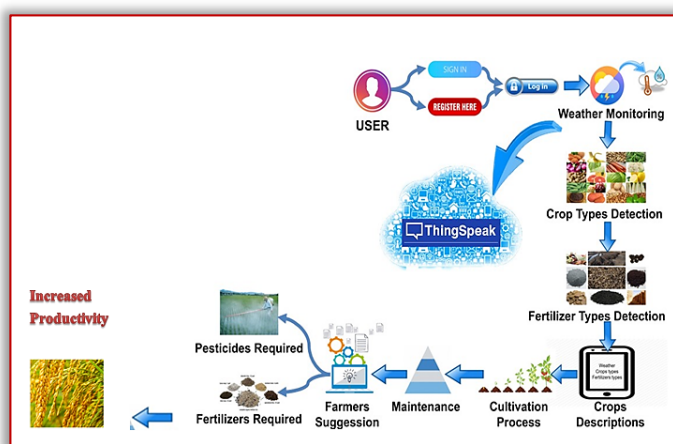 SIGN IN
REGISTER HERE
Log in
USER
Weather Monitoring
ThingSpeak
Crop Types Detection
Fertilizer Types Detection
Increased
Productivity
Pesticides Required
Weather
Crops types
Fertilizers types
Fertilizers Required
Farmers
Suggession
Maintenance
Cultivation
Process
Crops
Descriptions